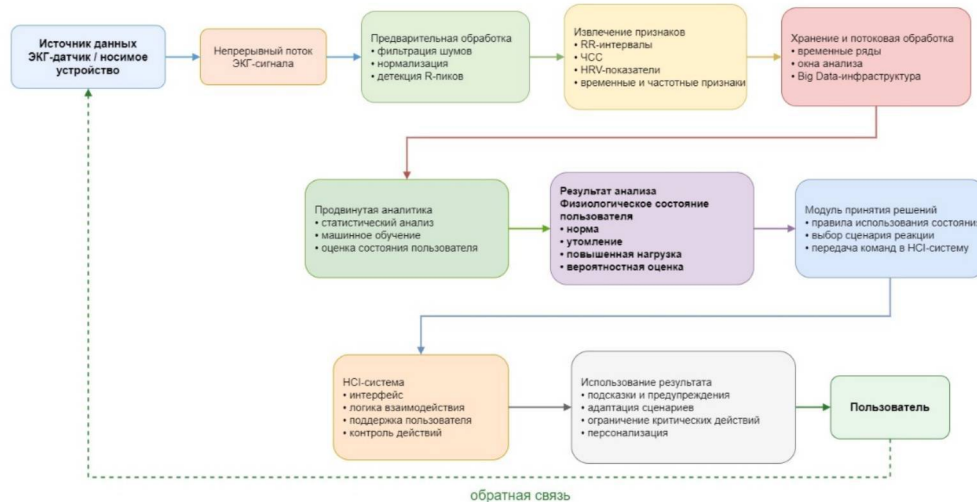 Источник данных
ЭКГ-датчик / носимое
устройство
Непрерывный поток
ЭКГ-сигнала
Предварительная обработка
• фильтрация шумов
• нормализация
• детекция R-пиков
Извлечение признаков
• RR-интервалы
• ЧСС
• HRV-показатели
• временные и частотные признаки
Хранение и потоковая обработка
• временные ряды
• окна анализа
• Big Data-инфраструктура
Продвинутая аналитика
• статистический анализ
• машинное обучение
• оценка состояния пользователя
Результат анализа
Физиологическое состояние
пользователя
• норма
• утомление
• повышенная нагрузка
• вероятностная оценка
Модуль принятия решений
• правила использования состояния
• выбор сценария реакции
• передача команд в HCI-систему
HCI-система
• интерфейс
• логика взаимодействия
• поддержка пользователя
• контроль действий
Использование результата
• подсказки и предупреждения
• адаптация сценариев
• ограничение критических действий
• персонализация
Пользователь
обратная связь